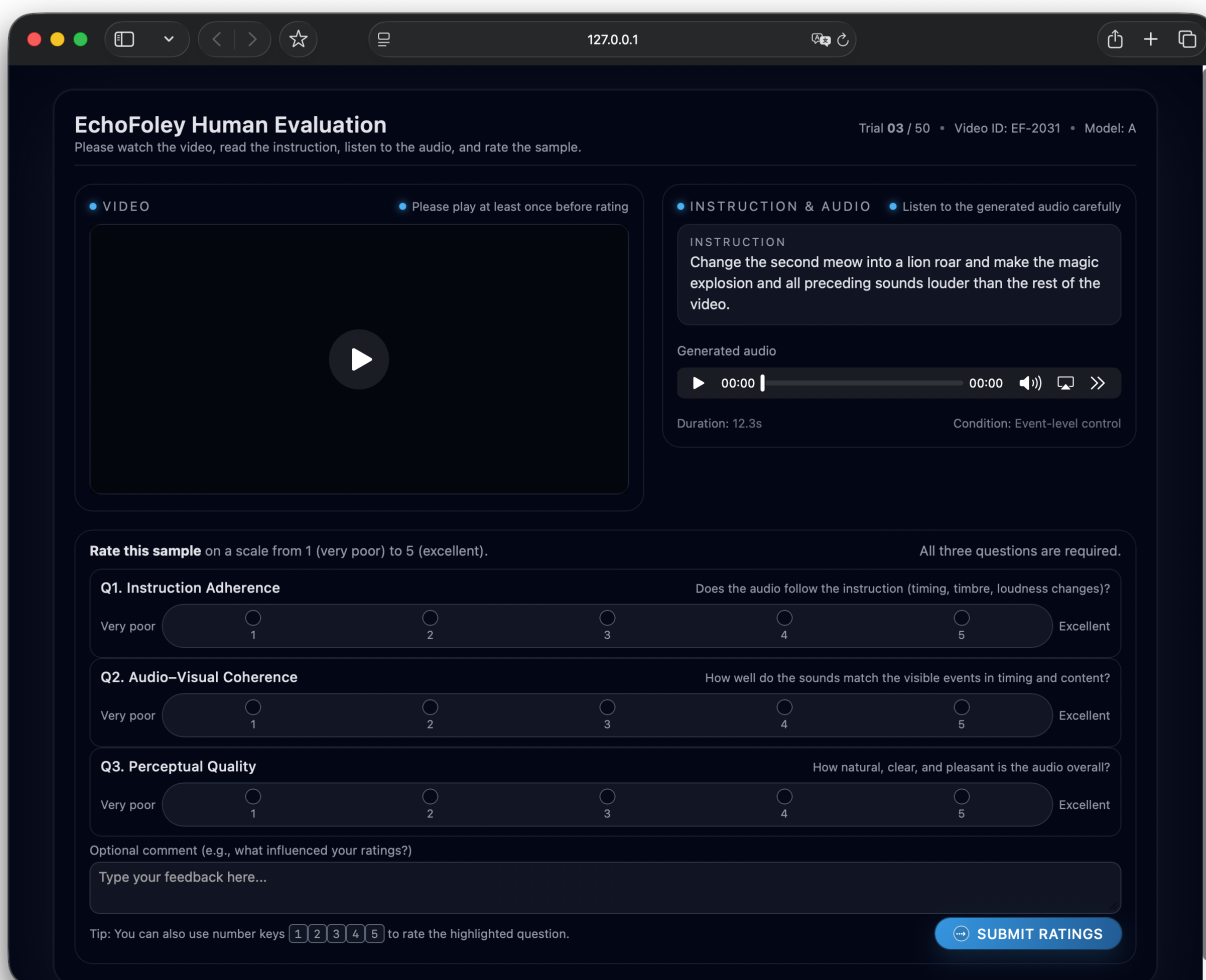 127.0.0.1
EchoFoley Human Evaluation
Trial 03 / 50 • Video ID: EF-2031 • Model: A
Please watch the video, read the instruction, listen to the audio, and rate the sample.
VIDEO
Please play at least once before rating
INSTRUCTION & AUDIO
Listen to the generated audio carefully
INSTRUCTION
Change the second meow into a lion roar and make the magic
explosion and all preceding sounds louder than the rest of the
video.
Generated audio
00:00
00:00
Duration: 12.3s
Condition: Event-level control
Rate this sample on a scale from 1 (very poor) to 5 (excellent).
All three questions are required.
Q1. Instruction Adherence
Does the audio follow the instruction (timing, timbre, loudness changes)?
Very poor
1
2
3
4
5
Excellent
Q2. Audio–Visual Coherence
How well do the sounds match the visible events in timing and content?
Very poor
1
2
3
4
5
Excellent
Q3. Perceptual Quality
How natural, clear, and pleasant is the audio overall?
Very poor
1
2
3
4
5
Excellent
Optional comment (e.g., what influenced your ratings?)
Type your feedback here...
Tip: You can also use number keys 1 2 3 4 5 to rate the highlighted question.
SUBMIT RATINGS